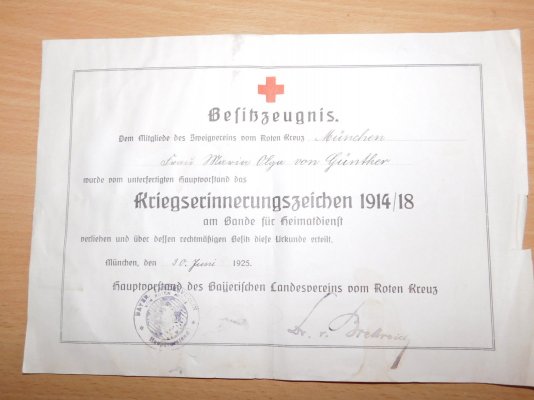 Besitzeugnis.
Dem Mitgliede des Zweigvereins vom Roten Kreuz München
Frau Maria Olga von Günther
wurde vom unterfertigten Hauptvorstand das
Kriegserinnerungszeichen 1914/18
am Bande für Heimatdienst
verliehen und über dessen rechtmäßigen Besitz diese Urkunde erteilt.
München, den 30. Juni 1925.
Hauptvorstand des Bayerischen Landesvereins vom Roten Kreuz
Dr. v.